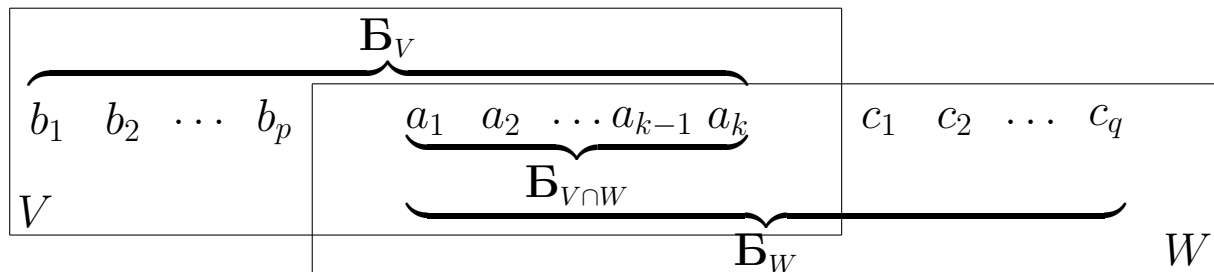 Б_V
b_1 b_2 ⋯ b_p a_1 a_2 … a_{k−1} a_k c_1 c_2 … c_q
Б_{V∩W}
V
Б_W W